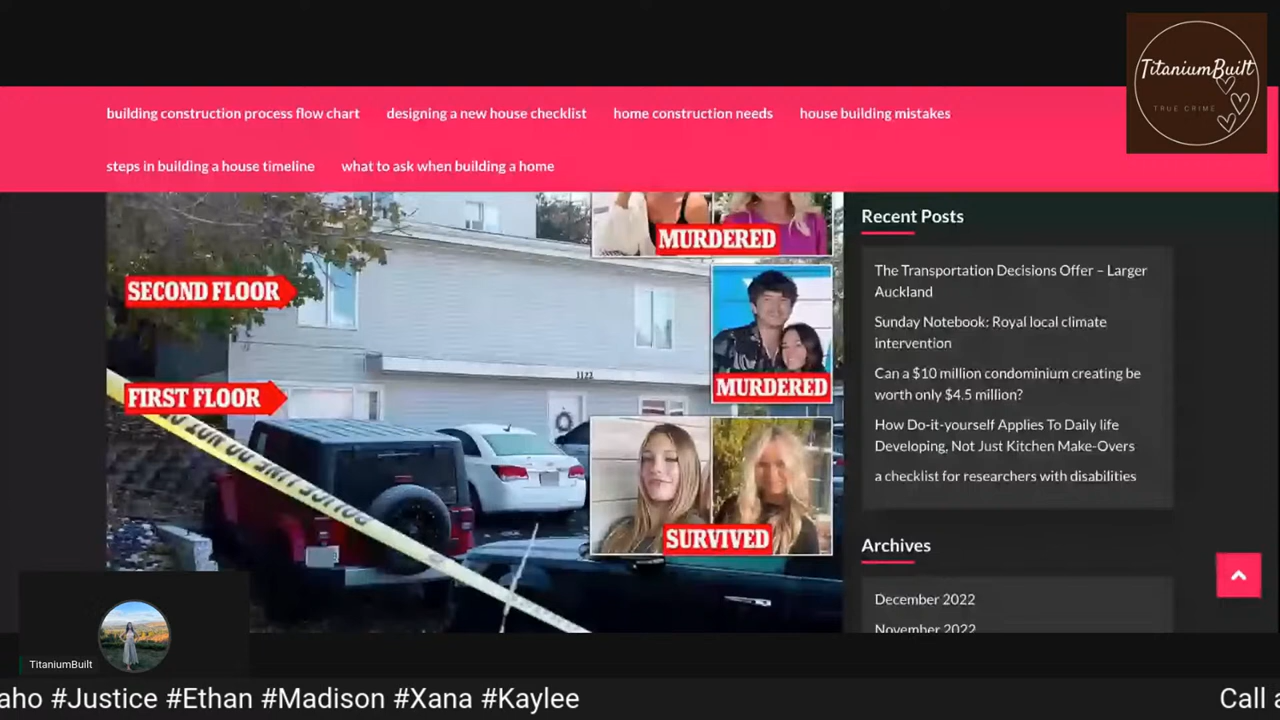 TitaniumBuilt
TRUE CRIME
building construction process flow chart
designing a new house checklist
home construction needs
house building mistakes
steps in building a house timeline
what to ask when building a home
MURDERED
SECOND FLOOR
MURDERED
FIRST FLOOR
1122
SURVIVED
Recent Posts
The Transportation Decisions Offer – Larger
Auckland
Sunday Notebook: Royal local climate
intervention
Can a $10 million condominium creating be
worth only $4.5 million?
How Do-it-yourself Applies To Daily life
Developing, Not Just Kitchen Make-Overs
a checklist for researchers with disabilities
Archives
December 2022
November 2022
TitaniumBuilt
aho #Justice #Ethan #Madison #Xana #Kaylee
Call